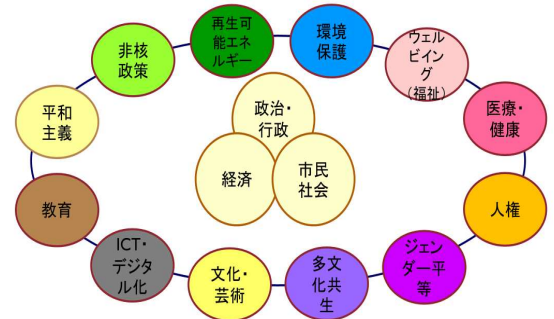 再生可
能エネ
ルギー
環境
保護
ウェル
ビイン
グ
（福祉）
医療・
健康
人権
ジェン
ダー平
等
多文
化共
生
文化・
芸術
ICT・
デジタ
ル化
教育
平和
主義
非核
政策
政治・
行政
経済
市民
社会